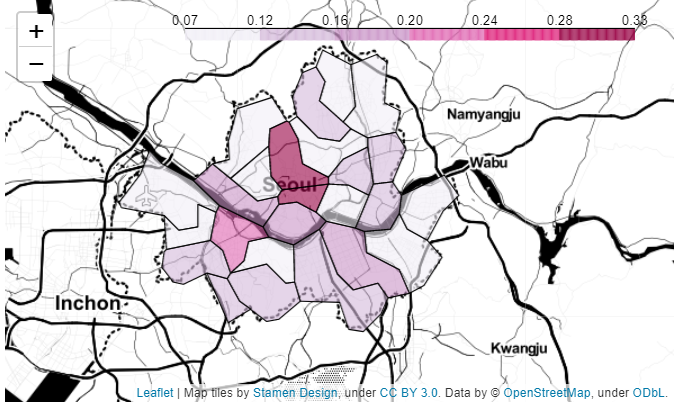 0.07 0.12 0.16 0.20 0.24 0.28 0.38
+
−
Namyangju
Wabu
Seoul
Inchon
Kwangju
Leaflet | Map tiles by Stamen Design, under CC BY 3.0. Data by © OpenStreetMap, under ODbL.